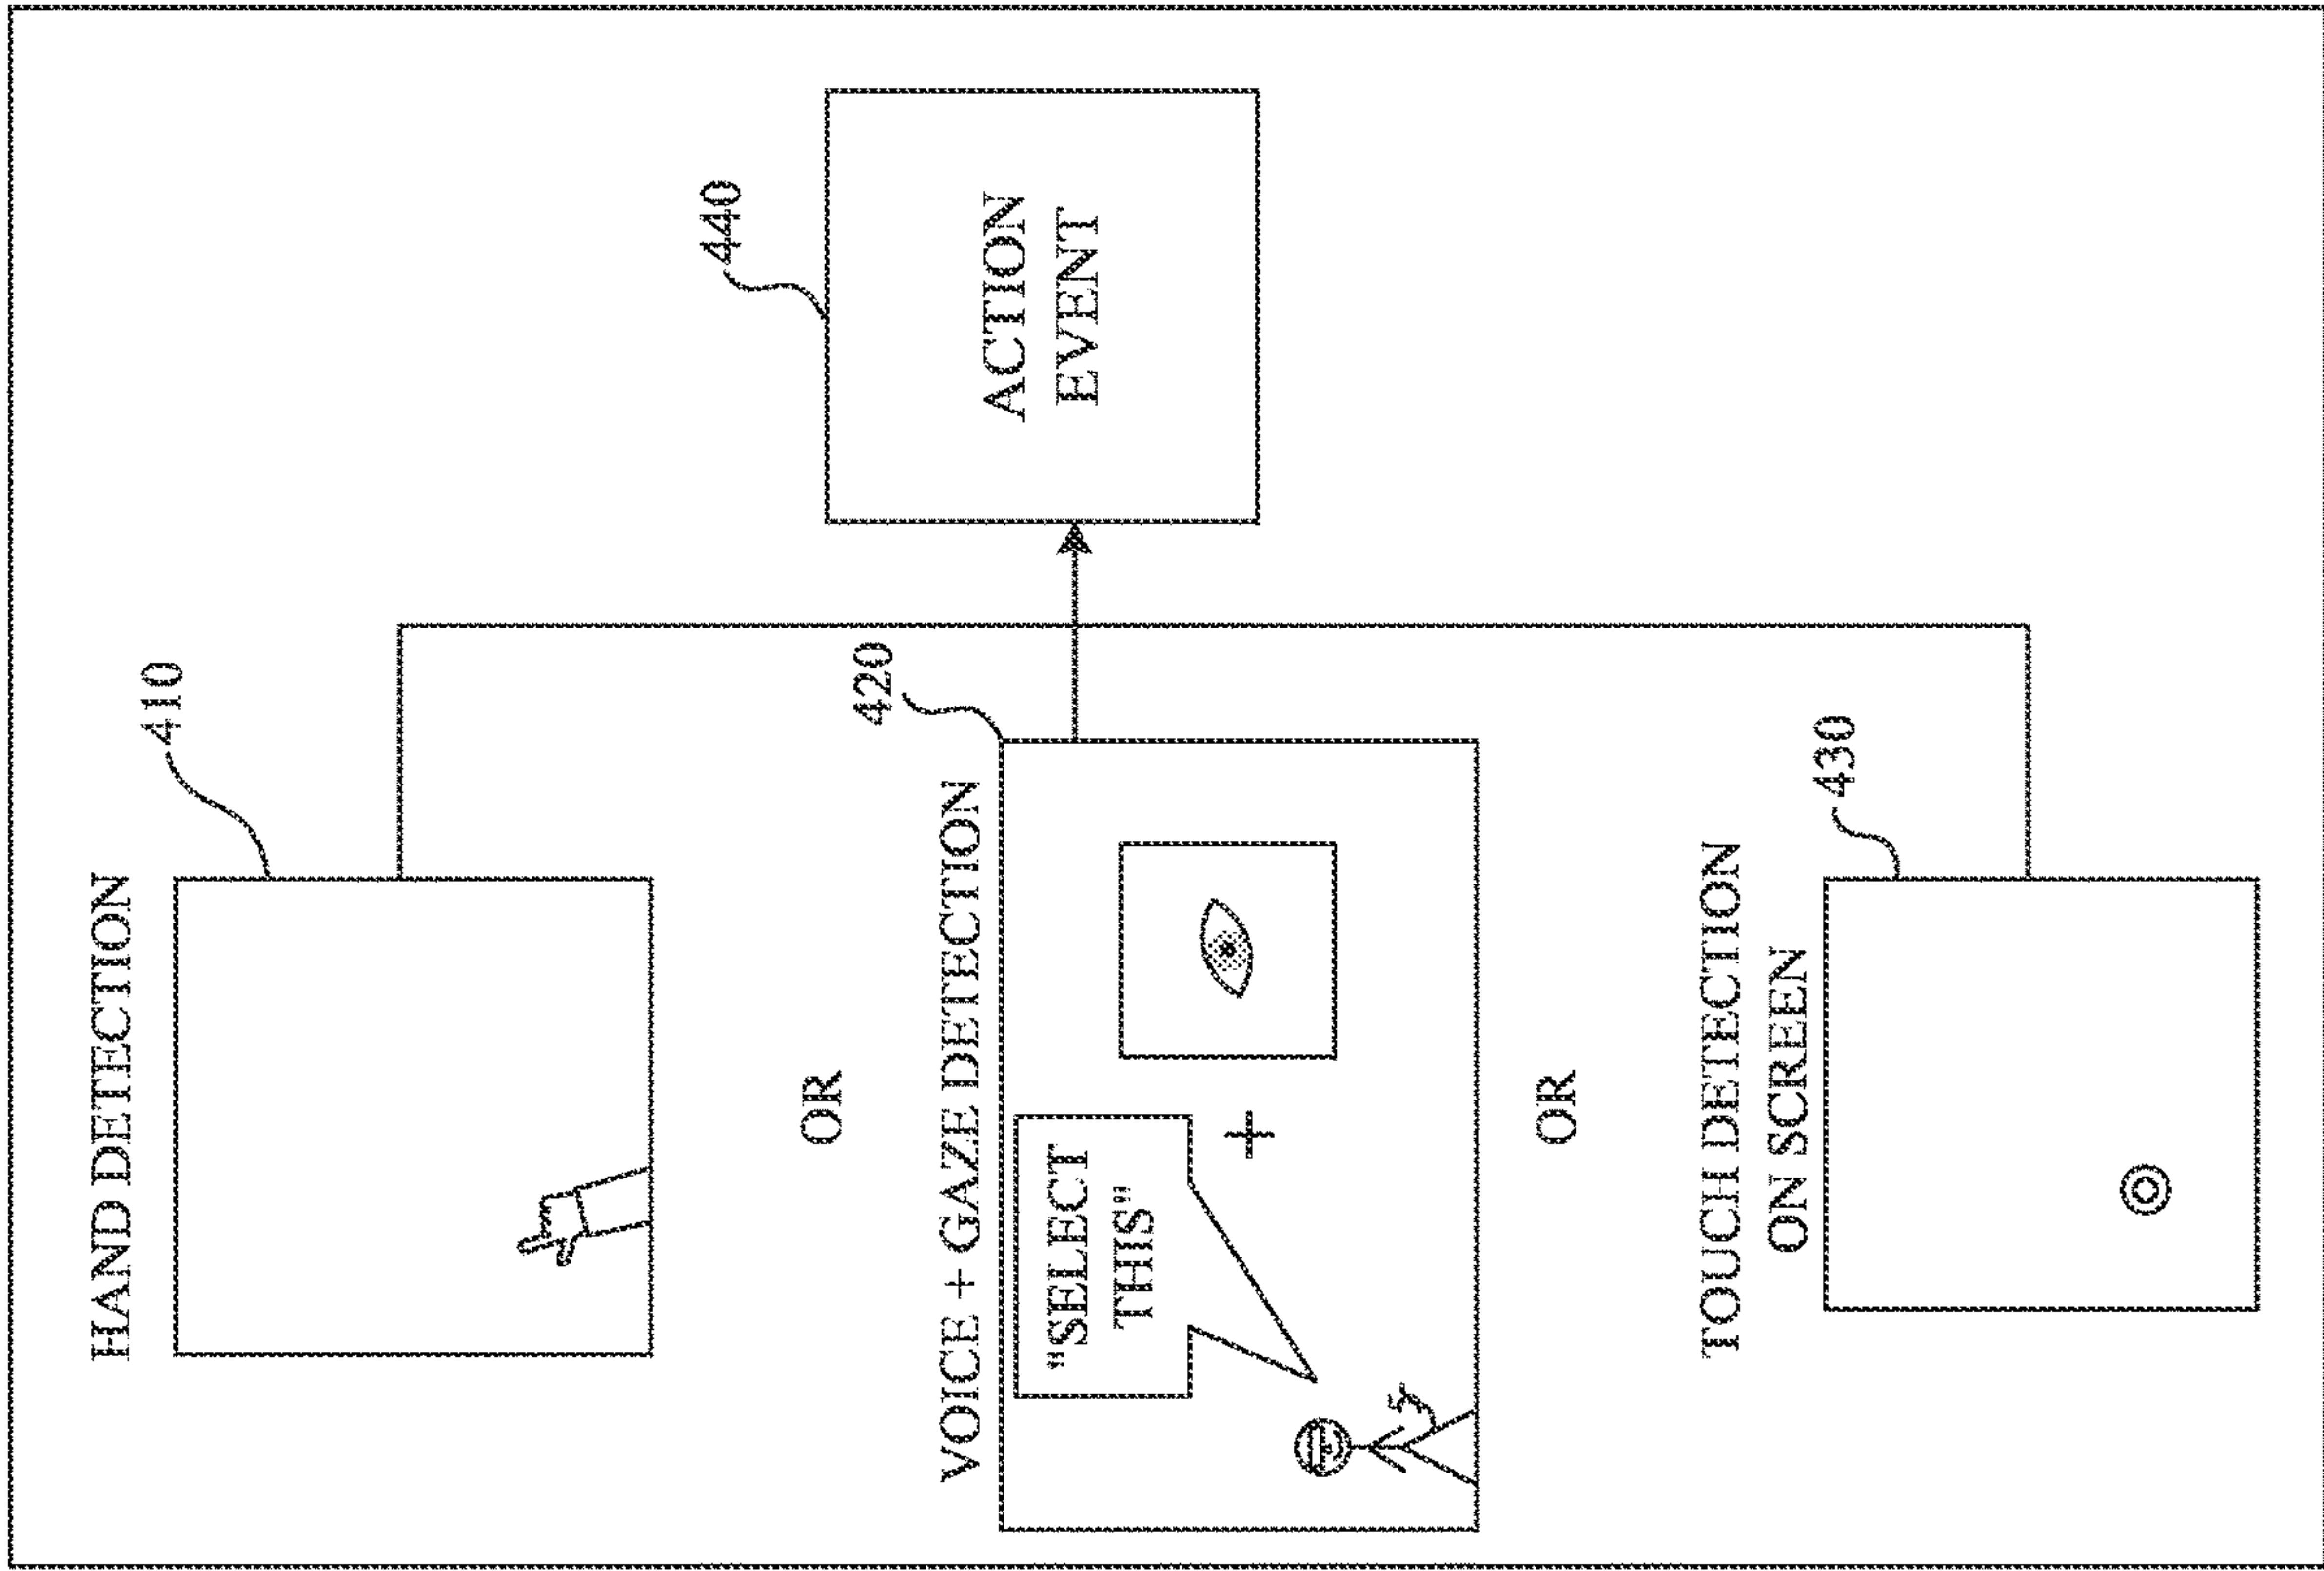 HAND DETECTION
410
OR
VOICE + GAZE DETECTION
420
"SELECT
THIS"
+
5
OR
TOUCH DETECTION
ON SCREEN
430
440
ACTION
EVENT